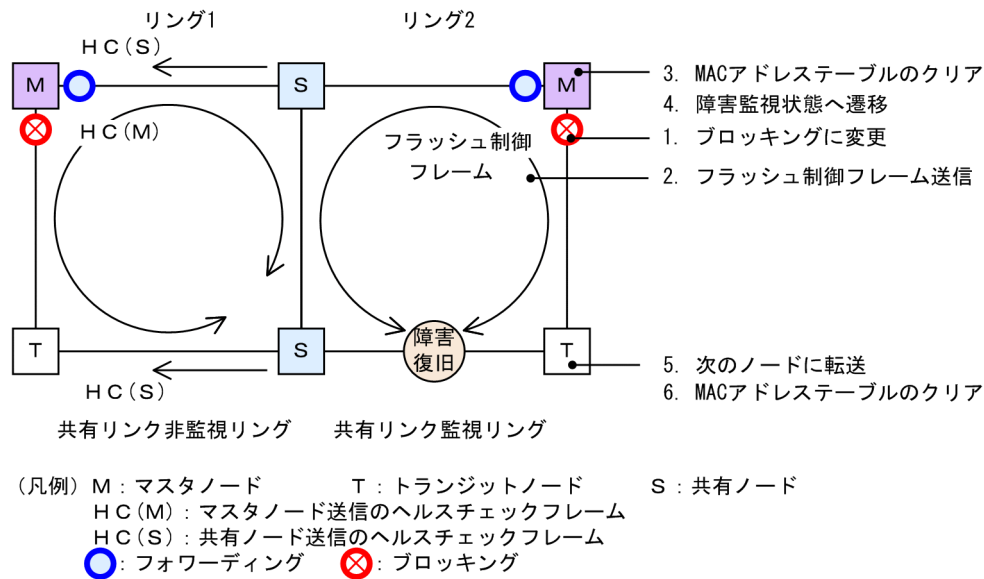 リング1
リング2
HC(S)
M
S
M
HC(M)
フラッシュ制御
フレーム
3. MACアドレステーブルのクリア
4. 障害監視状態へ遷移
1. ブロッキングに変更
2. フラッシュ制御フレーム送信
T
S
障害
復旧
T
HC(S)
5. 次のノードに転送
6. MACアドレステーブルのクリア
共有リンク非監視リング
共有リンク監視リング
(凡例) M:マスタノード T:トランジットノード S:共有ノード
HC(M):マスタノード送信のヘルスチェックフレーム
HC(S):共有ノード送信のヘルスチェックフレーム
:フォワーディング :ブロッキング